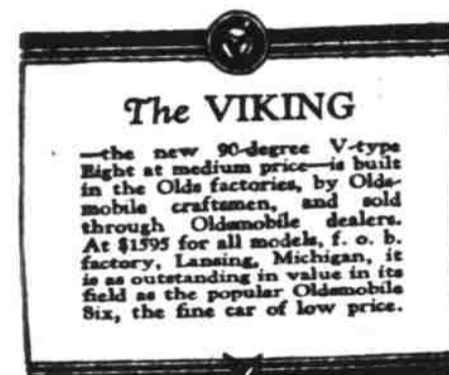 The VIKING
—the new 90-degree V-type
Eight at medium price—is built
in the Olds factories, by Olds-
mobile craftsmen, and sold
through Oldsmobile dealers.
At $1595 for all models, f. o. b.
factory, Lansing, Michigan, it
is as outstanding in value in its
field as the popular Oldsmobile
Six, the fine car of low price.